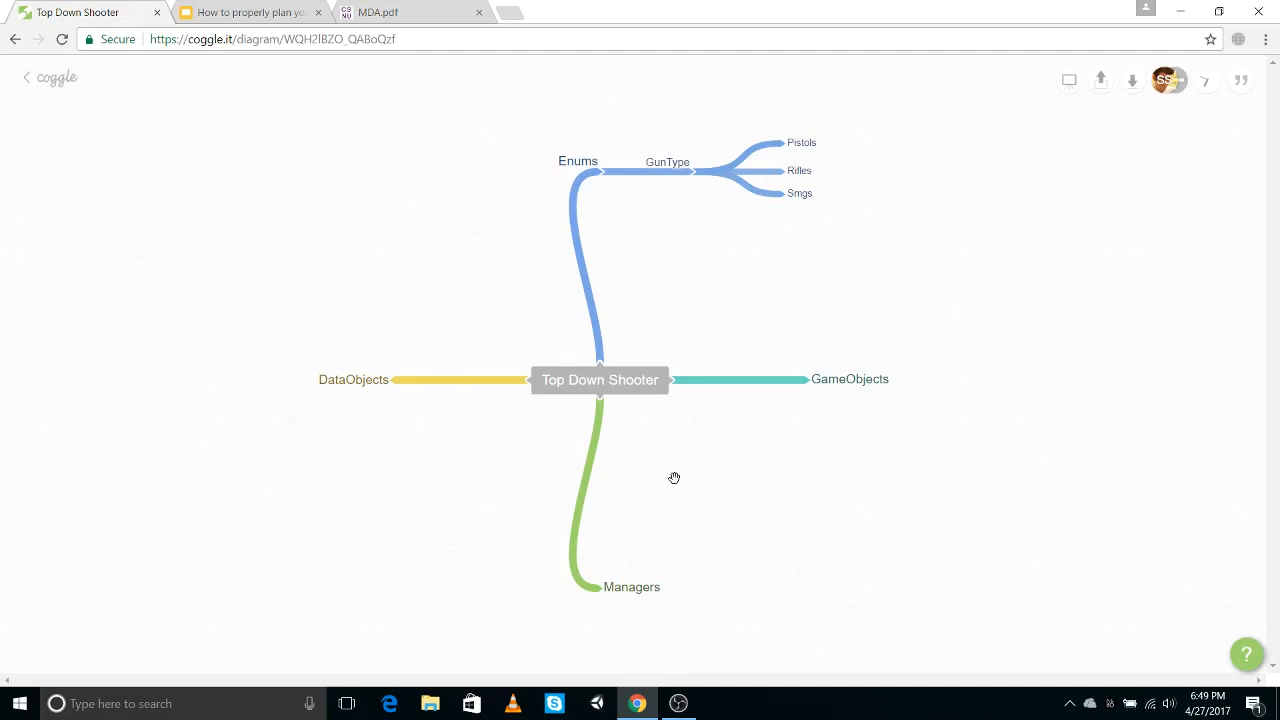 Top Down Shooter
How to properly plan yo
MDA.pdf
Secure
https://coggle.it/diagram/WQH2lBZO_QABoQzf
coggle
SS
Enums
GunType
Pistols
Rifles
Smgs
DataObjects
Top Down Shooter
GameObjects
Managers
?
Type here to search
6:49 PM
4/27/2017
1